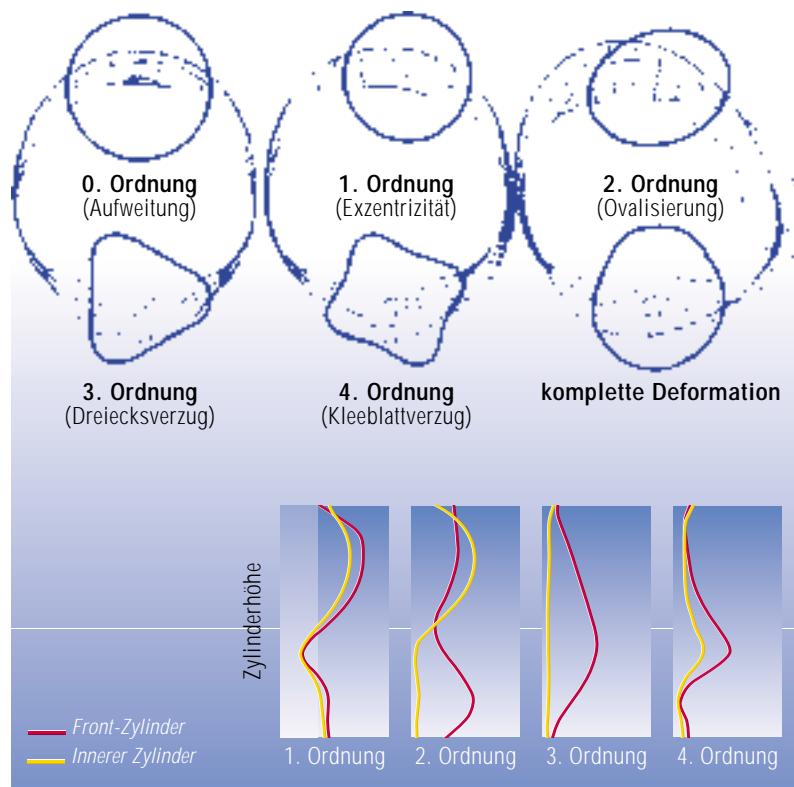 0. Ordnung
(Aufweitung)
1. Ordnung
(Exzentrizität)
2. Ordnung
(Ovalisierung)
3. Ordnung
(Dreiecksverzug)
4. Ordnung
(Kleeblattverzug)
komplette Deformation
Zylinderhöhe
Front-Zylinder
Innerer Zylinder
1. Ordnung
2. Ordnung
3. Ordnung
4. Ordnung